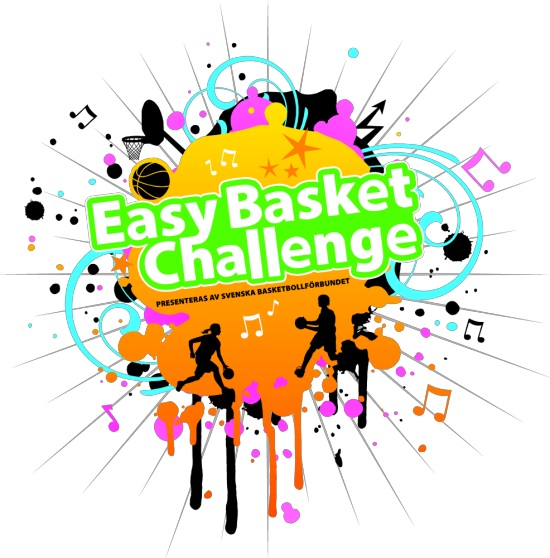 Easy Basket
Challenge
PRESENTERAS AV SVENSKA BASKETBOLLFÖRBUNDET